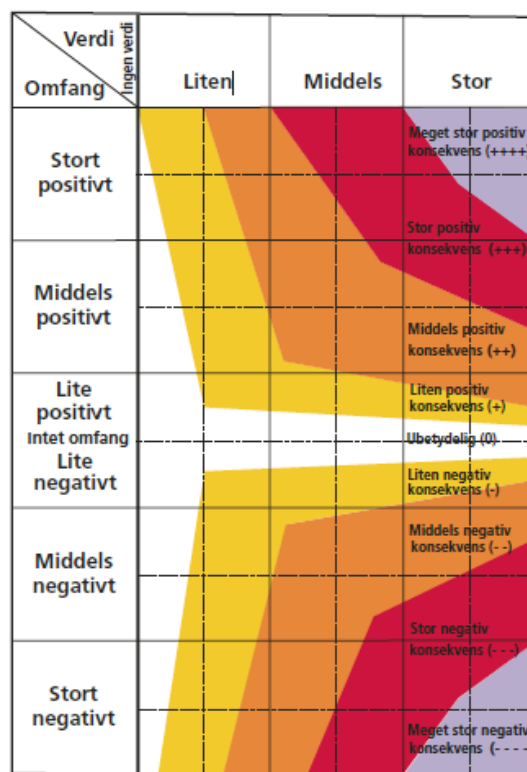 Verdi
Ingen verdi
Omfang
Liten
Middels
Stor
Stort
positivt
Meget stor positiv
konsekvens (++++)
Stor positiv
konsekvens (+++)
Middels
positivt
Middels positiv
konsekvens (++)
Lite
positivt
Intet omfang
Lite
negativt
Liten positiv
konsekvens (+)
Ubetydelig (0)
Liten negativ
konsekvens (-)
Middels
negativt
Middels negativ
konsekvens (- -)
Stor negativ
konsekvens (- - -)
Stort
negativt
Meget stor negativ
konsekvens (- - - -